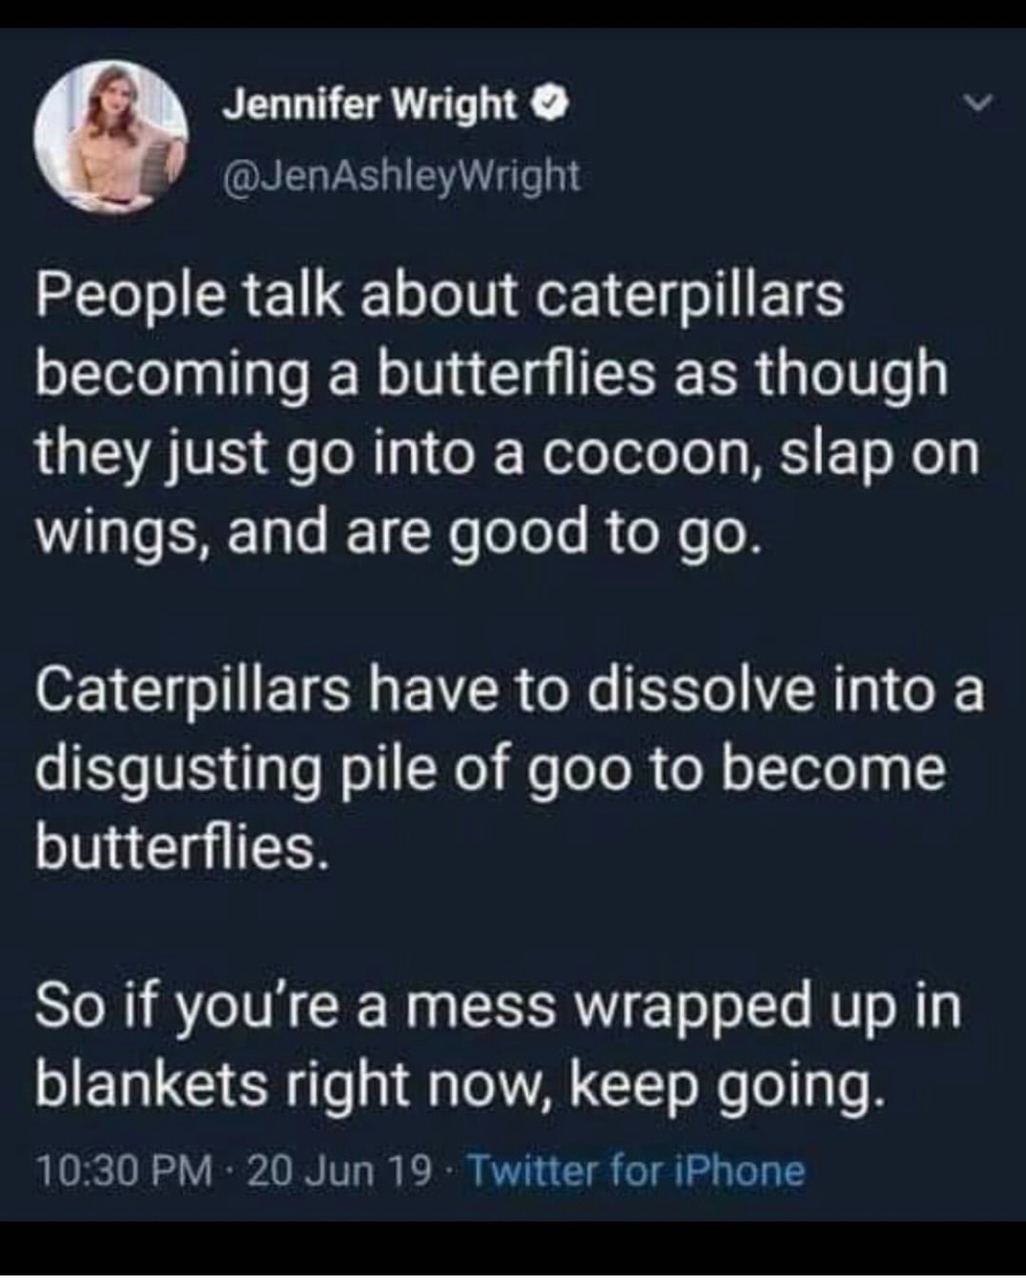 Jennifer Wright
@JenAshleyWright
People talk about caterpillars
becoming a butterflies as though
they just go into a cocoon, slap on
wings, and are good to go.
Caterpillars have to dissolve into a
disgusting pile of goo to become
butterflies.
So if you're a mess wrapped up in
blankets right now, keep going.
10:30 PM · 20 Jun 19 · Twitter for iPhone